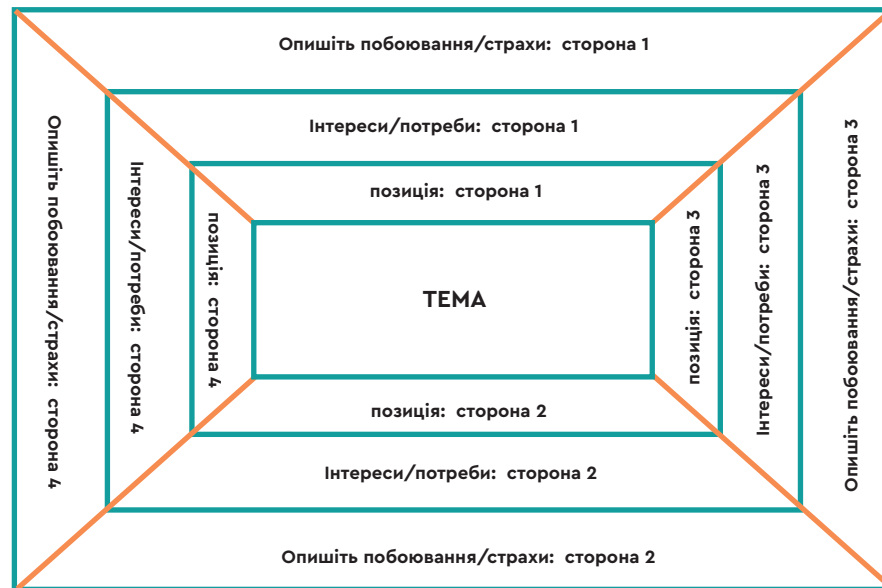 Опишіть побоювання/страхи: сторона 1
Інтереси/потреби: сторона 1
позиція: сторона 1
Опишіть побоювання/страхи: сторона 4
Інтереси/потреби: сторона 4
позиція: сторона 4
ТЕМА
позиція: сторона 3
Інтереси/потреби: сторона 3
Опишіть побоювання/страхи: сторона 3
позиція: сторона 2
Інтереси/потреби: сторона 2
Опишіть побоювання/страхи: сторона 2